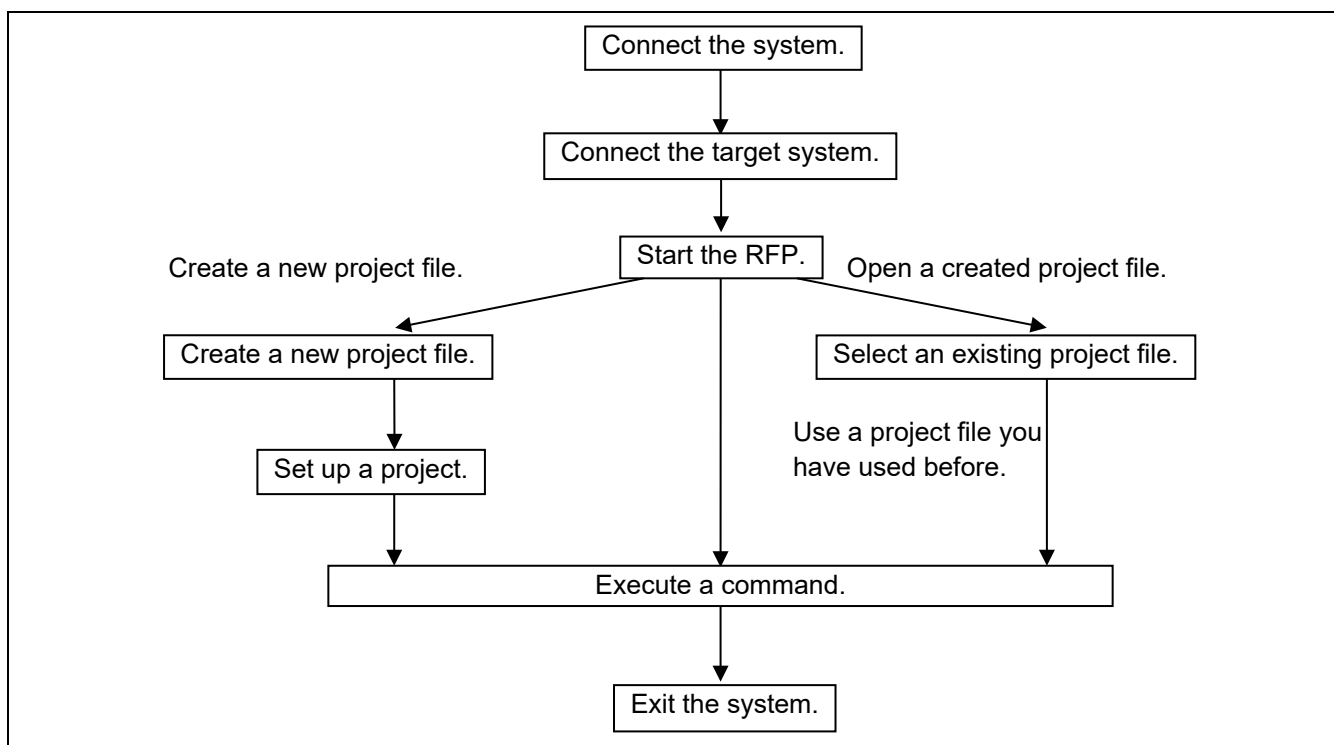 Connect the system.
Connect the target system.
Start the RFP.
Create a new project file.
Open a created project file.
Create a new project file.
Select an existing project file.
Use a project file you
have used before.
Set up a project.
Execute a command.
Exit the system.